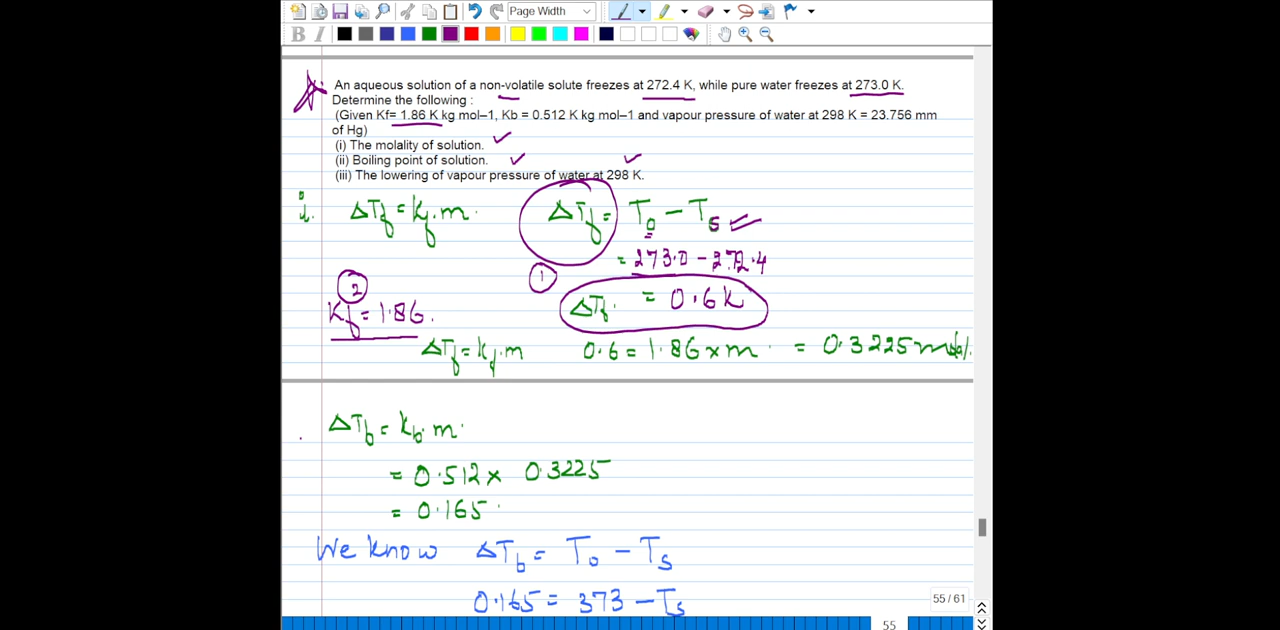 Page Width
B I
An aqueous solution of a non-volatile solute freezes at 272.4 K, while pure water freezes at 273.0 K.
Determine the following :
(Given Kf= 1.86 K kg mol–1, Kb = 0.512 K kg mol–1 and vapour pressure of water at 298 K = 23.756 mm
of Hg)
(i) The molality of solution.
(ii) Boiling point of solution.
(iii) The lowering of vapour pressure of water at 298 K.
i. ΔTf = Kf.m. ΔTf = To – Ts
= 273.0 – 272.4
① ②
Kf = 1.86. ΔTf = 0.6K
ΔTf = Kf.m 0.6 = 1.86 × m = 0.3225 molal.
ΔTb = Kb.m.
= 0.512 × 0.3225
= 0.165
We know ΔTb = To – Ts
0.165 = 373 – Ts
55 / 61
55